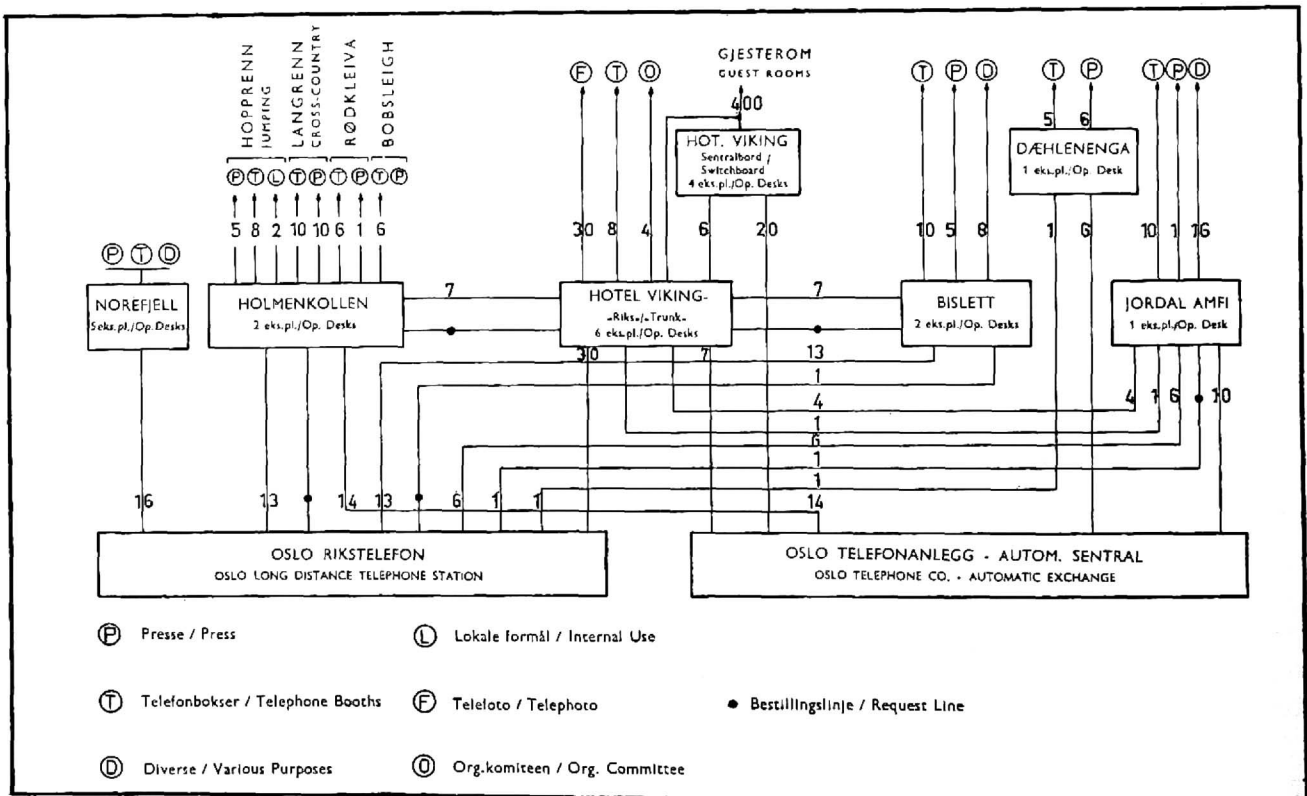 HOPPRENN
JUMPING
LANGRENN
CROSS-COUNTRY
RØDKLEIVA
BOBSLEIGH
GJESTEROM
GUEST ROOMS
P T L T P T P T P
F T O
T P D
T P
T P D
400
5 6
HOT. VIKING
Sentralbord /
Switchboard
4 eks.pl./Op. Desks
DÆHLENENGA
1 eks.pl./Op. Desk
5 8 2 10 10 6 1 6
30 8 4 6 20
10 5 8
1 6
10 1 16
P T D
NOREFJELL
5 eks.pl./Op. Desks
HOLMENKOLLEN
2 eks.pl./Op. Desks
7
HOTEL VIKING-
-Riks-/-Trunk-
6 eks.pl./Op. Desks
7
BISLETT
2 eks.pl./Op. Desks
JORDAL AMFI
1 eks.pl./Op. Desk
30 7 13
1
4
4 1 6 10
1
6
1
1
16 13 14 13 6 1 1 14
OSLO RIKSTELEFON
OSLO LONG DISTANCE TELEPHONE STATION
OSLO TELEFONANLEGG - AUTOM. SENTRAL
OSLO TELEPHONE CO. - AUTOMATIC EXCHANGE
P Presse / Press
L Lokale formål / Internal Use
T Telefonbokser / Telephone Booths
F Telefoto / Telephoto
Bestillingslinje / Request Line
D Diverse / Various Purposes
O Org.komiteen / Org. Committee